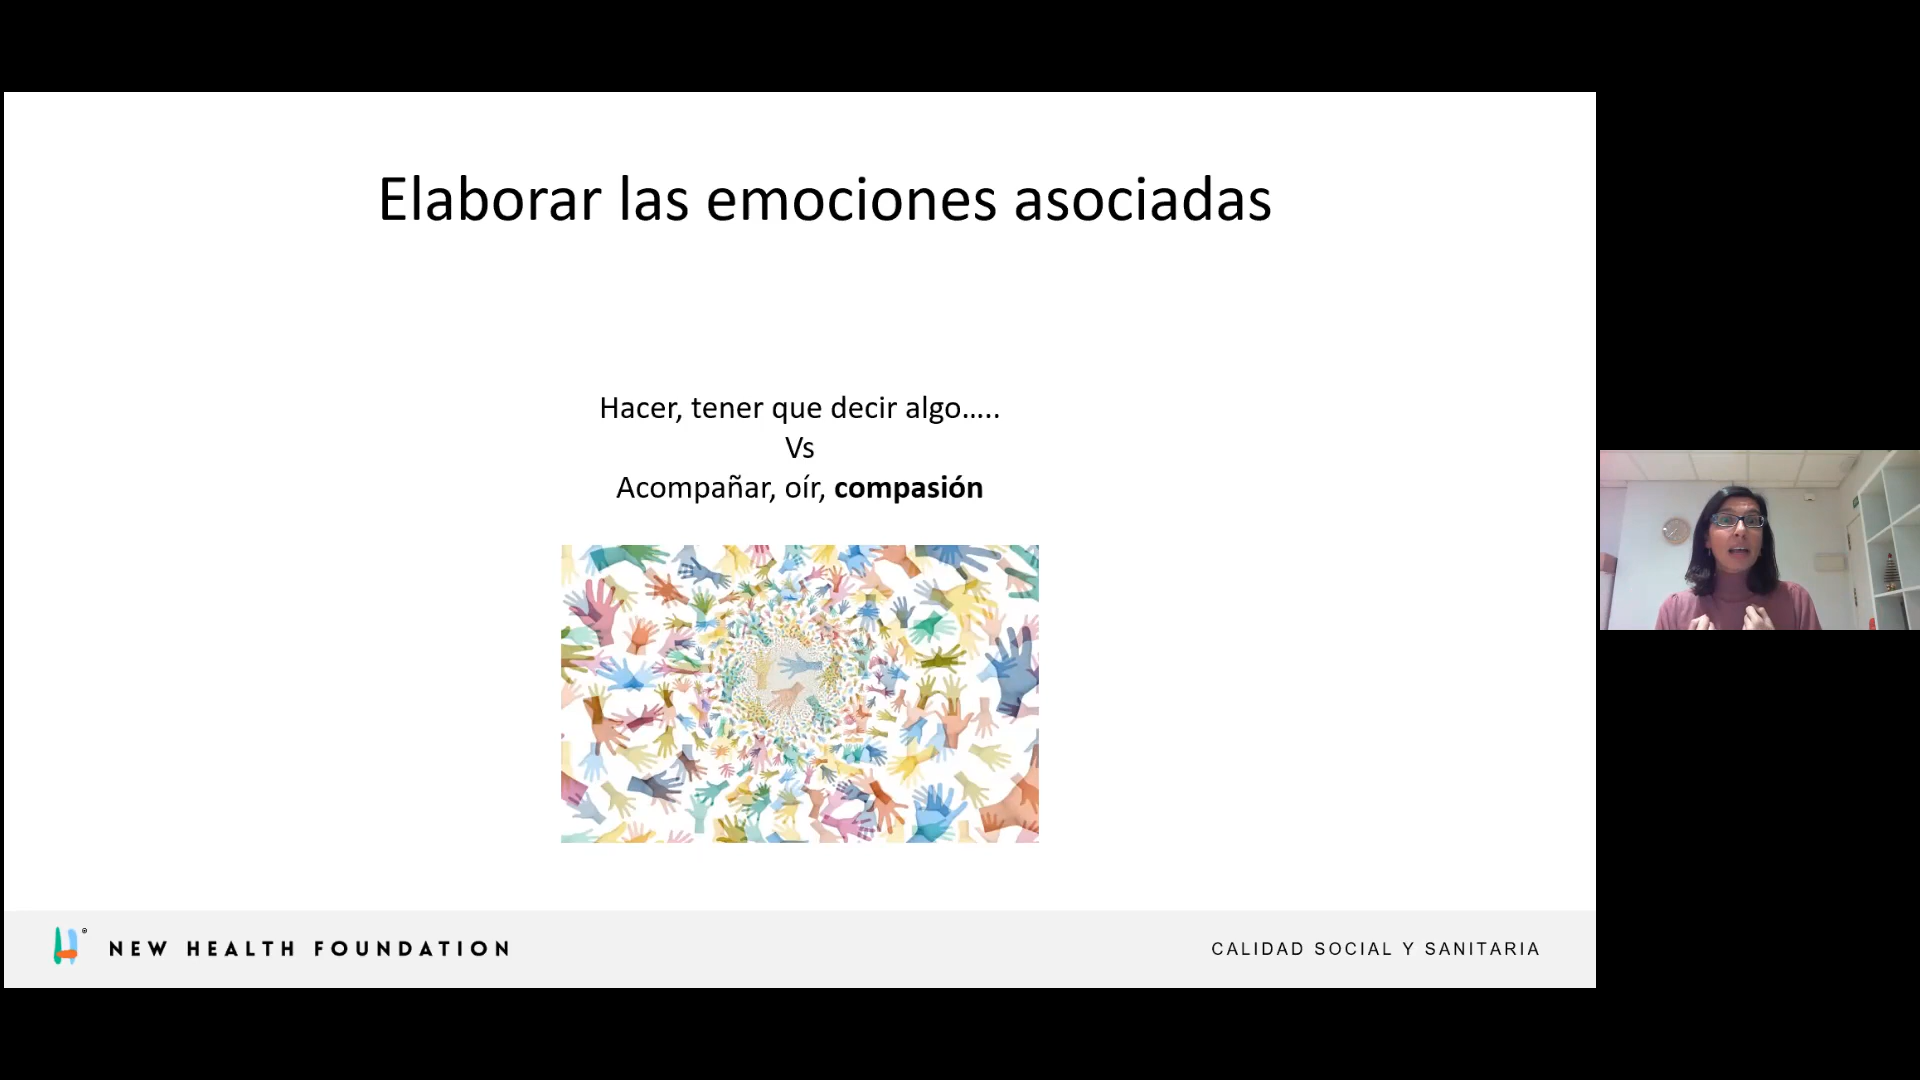 Elaborar las emociones asociadas
Hacer, tener que decir algo…..
Vs
Acompañar, oír, compasión
NEW HEALTH FOUNDATION
CALIDAD SOCIAL Y SANITARIA